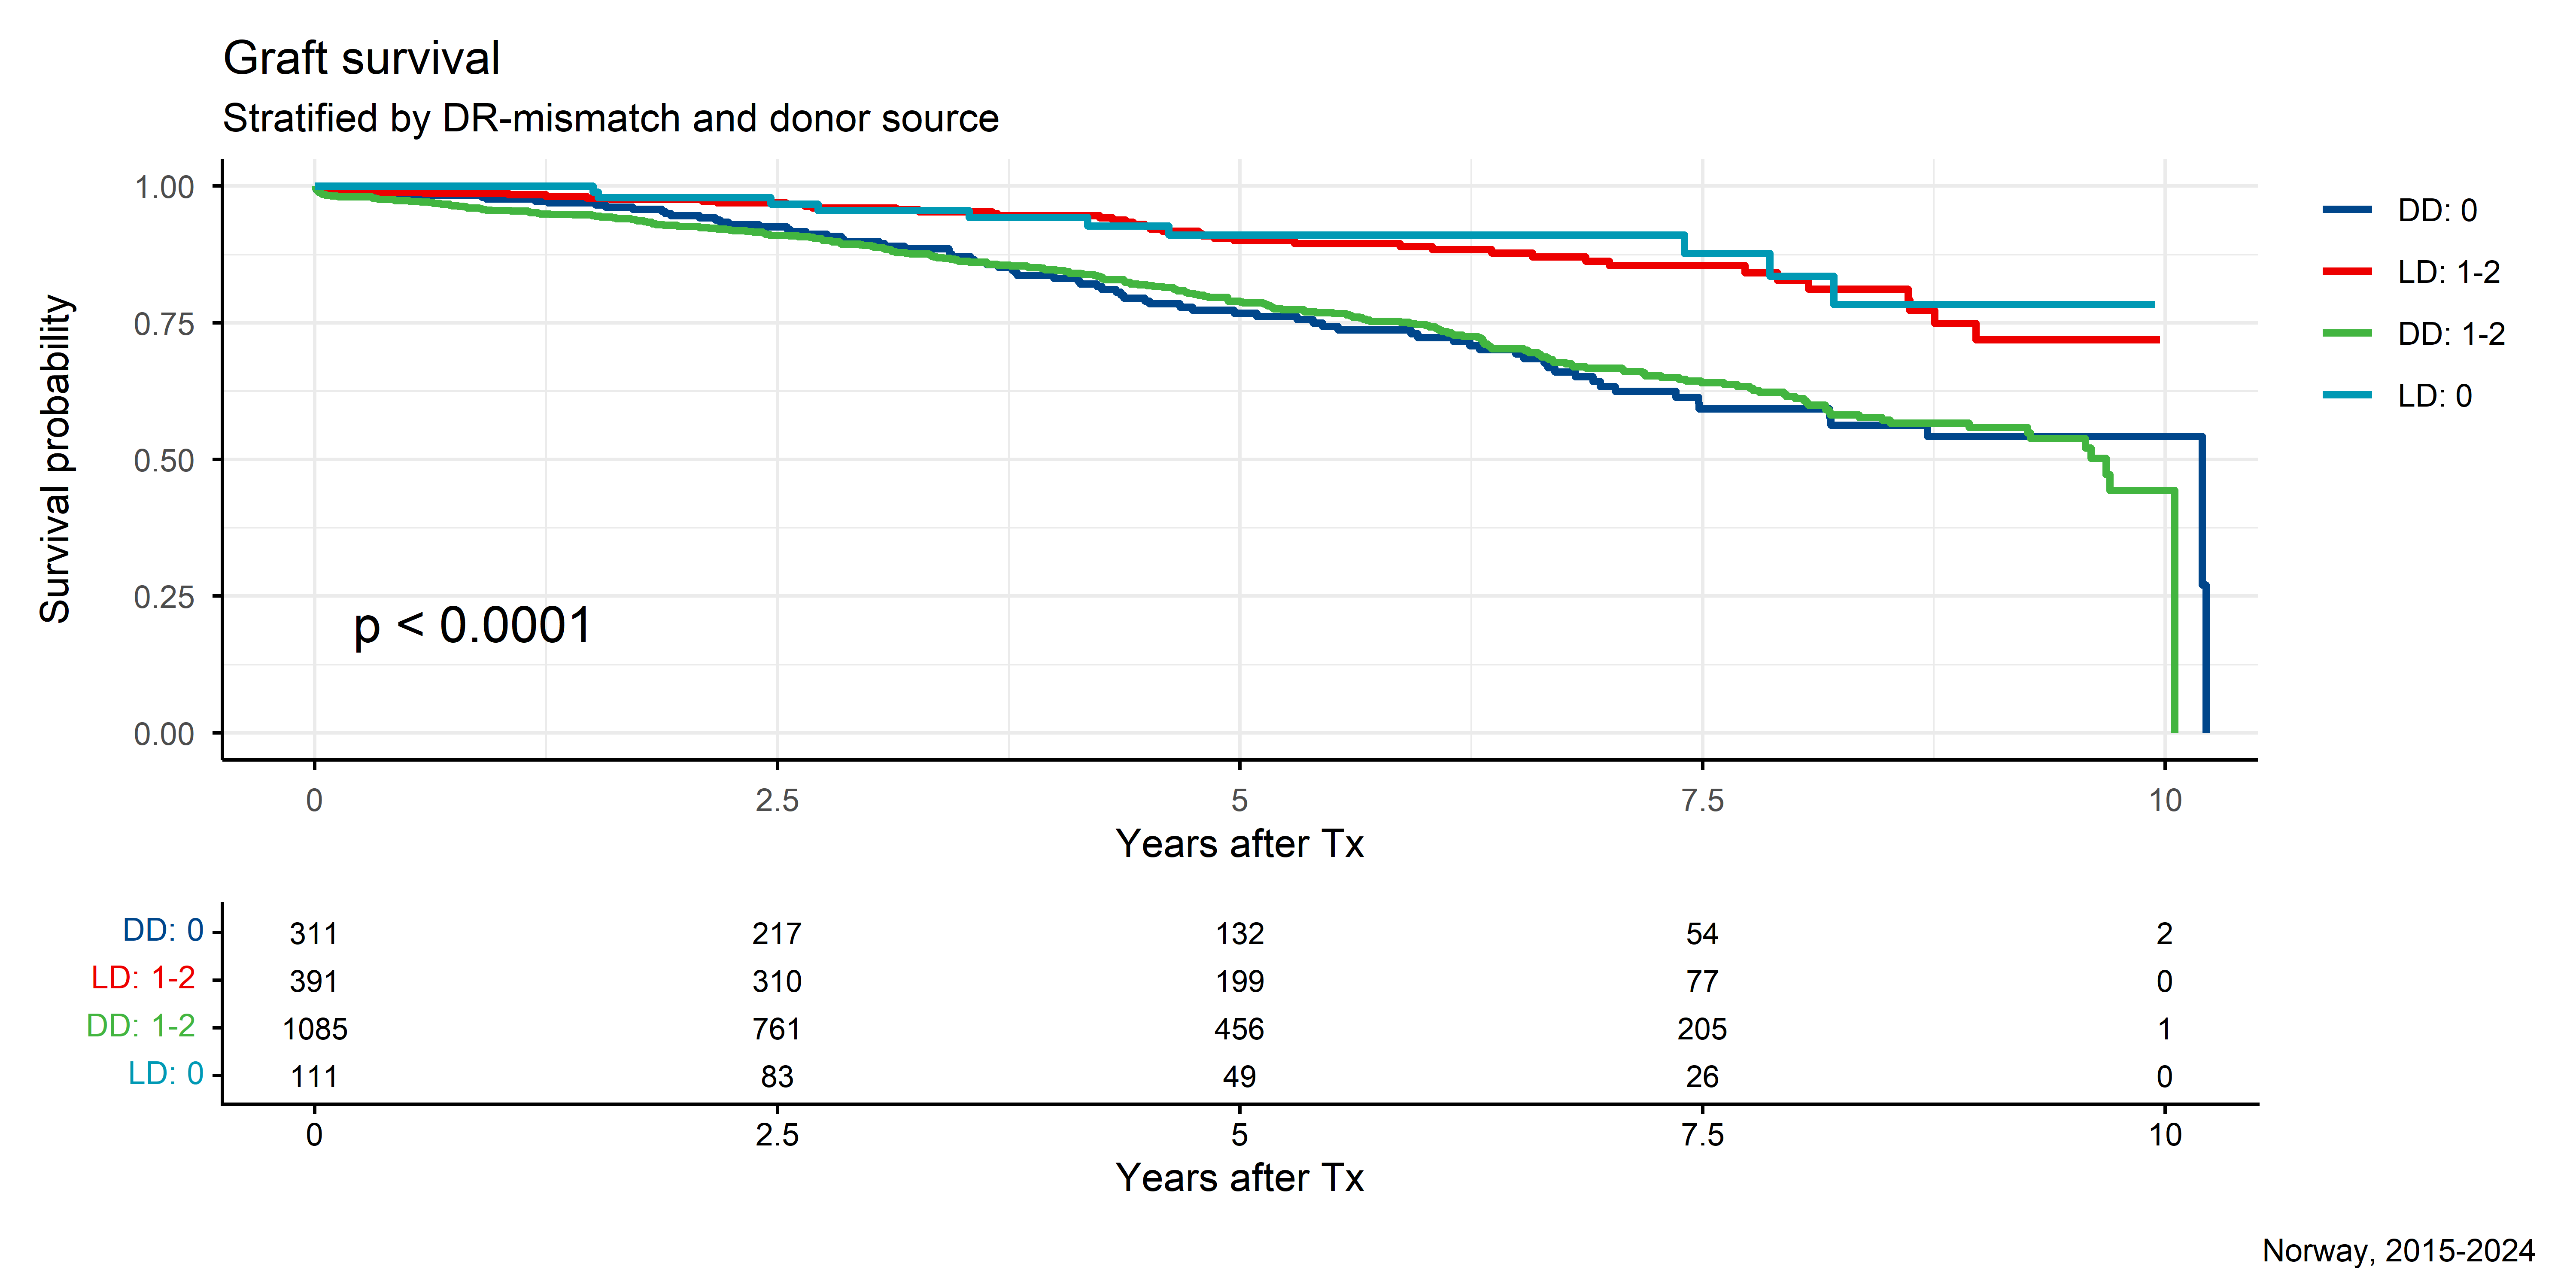 Graft survival
Stratified by DR-mismatch and donor source
Survival probability
1.00
0.75
0.50
0.25
0.00
p < 0.0001
0 2.5 5 7.5 10
Years after Tx
DD: 0
LD: 1-2
DD: 1-2
LD: 0
DD: 0 311 217 132 54 2
LD: 1-2 391 310 199 77 0
DD: 1-2 1085 761 456 205 1
LD: 0 111 83 49 26 0
0 2.5 5 7.5 10
Years after Tx
Norway, 2015-2024